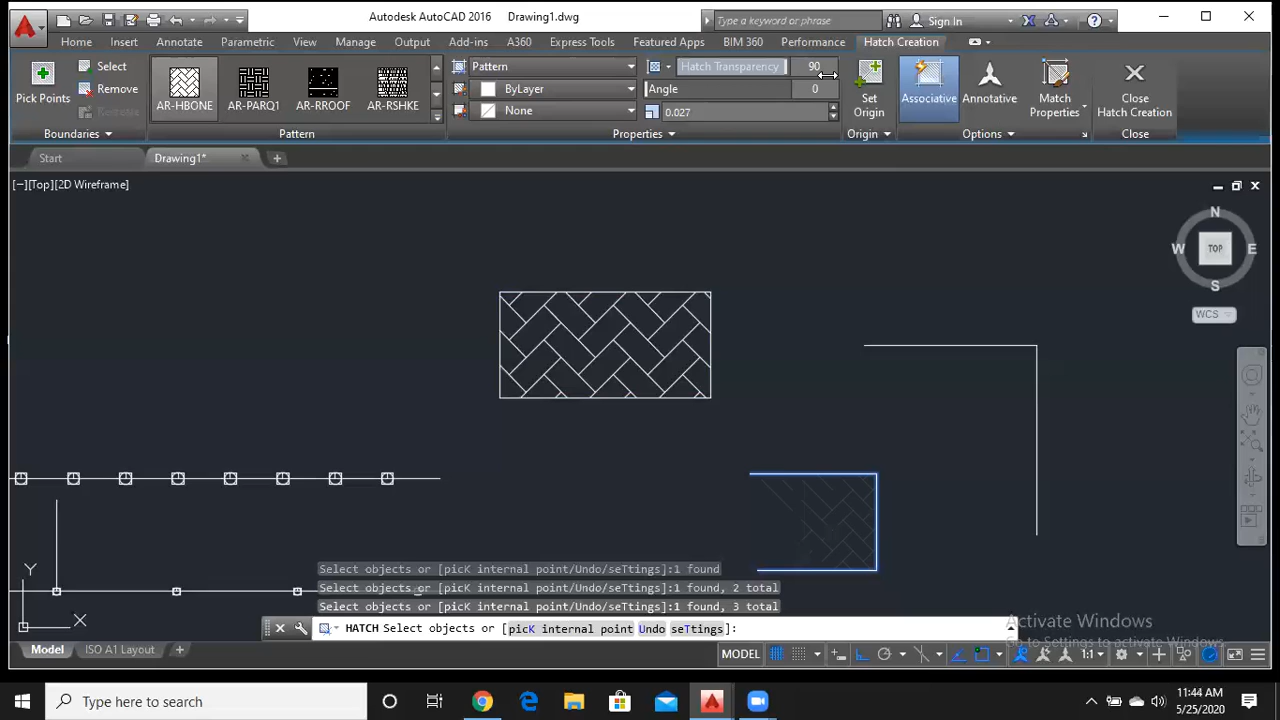 Autodesk AutoCAD 2016 Drawing1.dwg Type a keyword or phrase Sign In
Home Insert Annotate Parametric View Manage Output Add-ins A360 Express Tools Featured Apps BIM 360 Performance Hatch Creation
Pick Points
Select
Remove
Recreate
AR-HBONE AR-PARQ1 AR-RROOF AR-RSHKE
Pattern
ByLayer
None
Hatch Transparency 90
Angle 0
0.027
Set
Origin
Associative
Annotative
Match
Properties
Close
Hatch Creation
Boundaries Pattern Properties Origin Options Close
Start Drawing1*
[−][Top][2D Wireframe]
N
W TOP E
S
WCS
Y
X
Select objects or [picK internal point/Undo/seTtings]:1 found
Select objects or [picK internal point/Undo/seTtings]:1 found, 2 total
Select objects or [picK internal point/Undo/seTtings]:1 found, 3 total
HATCH Select objects or [picK internal point Undo seTtings]:
Activate Windows
Go to Settings to activate Windows.
Model ISO A1 Layout MODEL 1:1
Type here to search
11:44 AM
5/25/2020